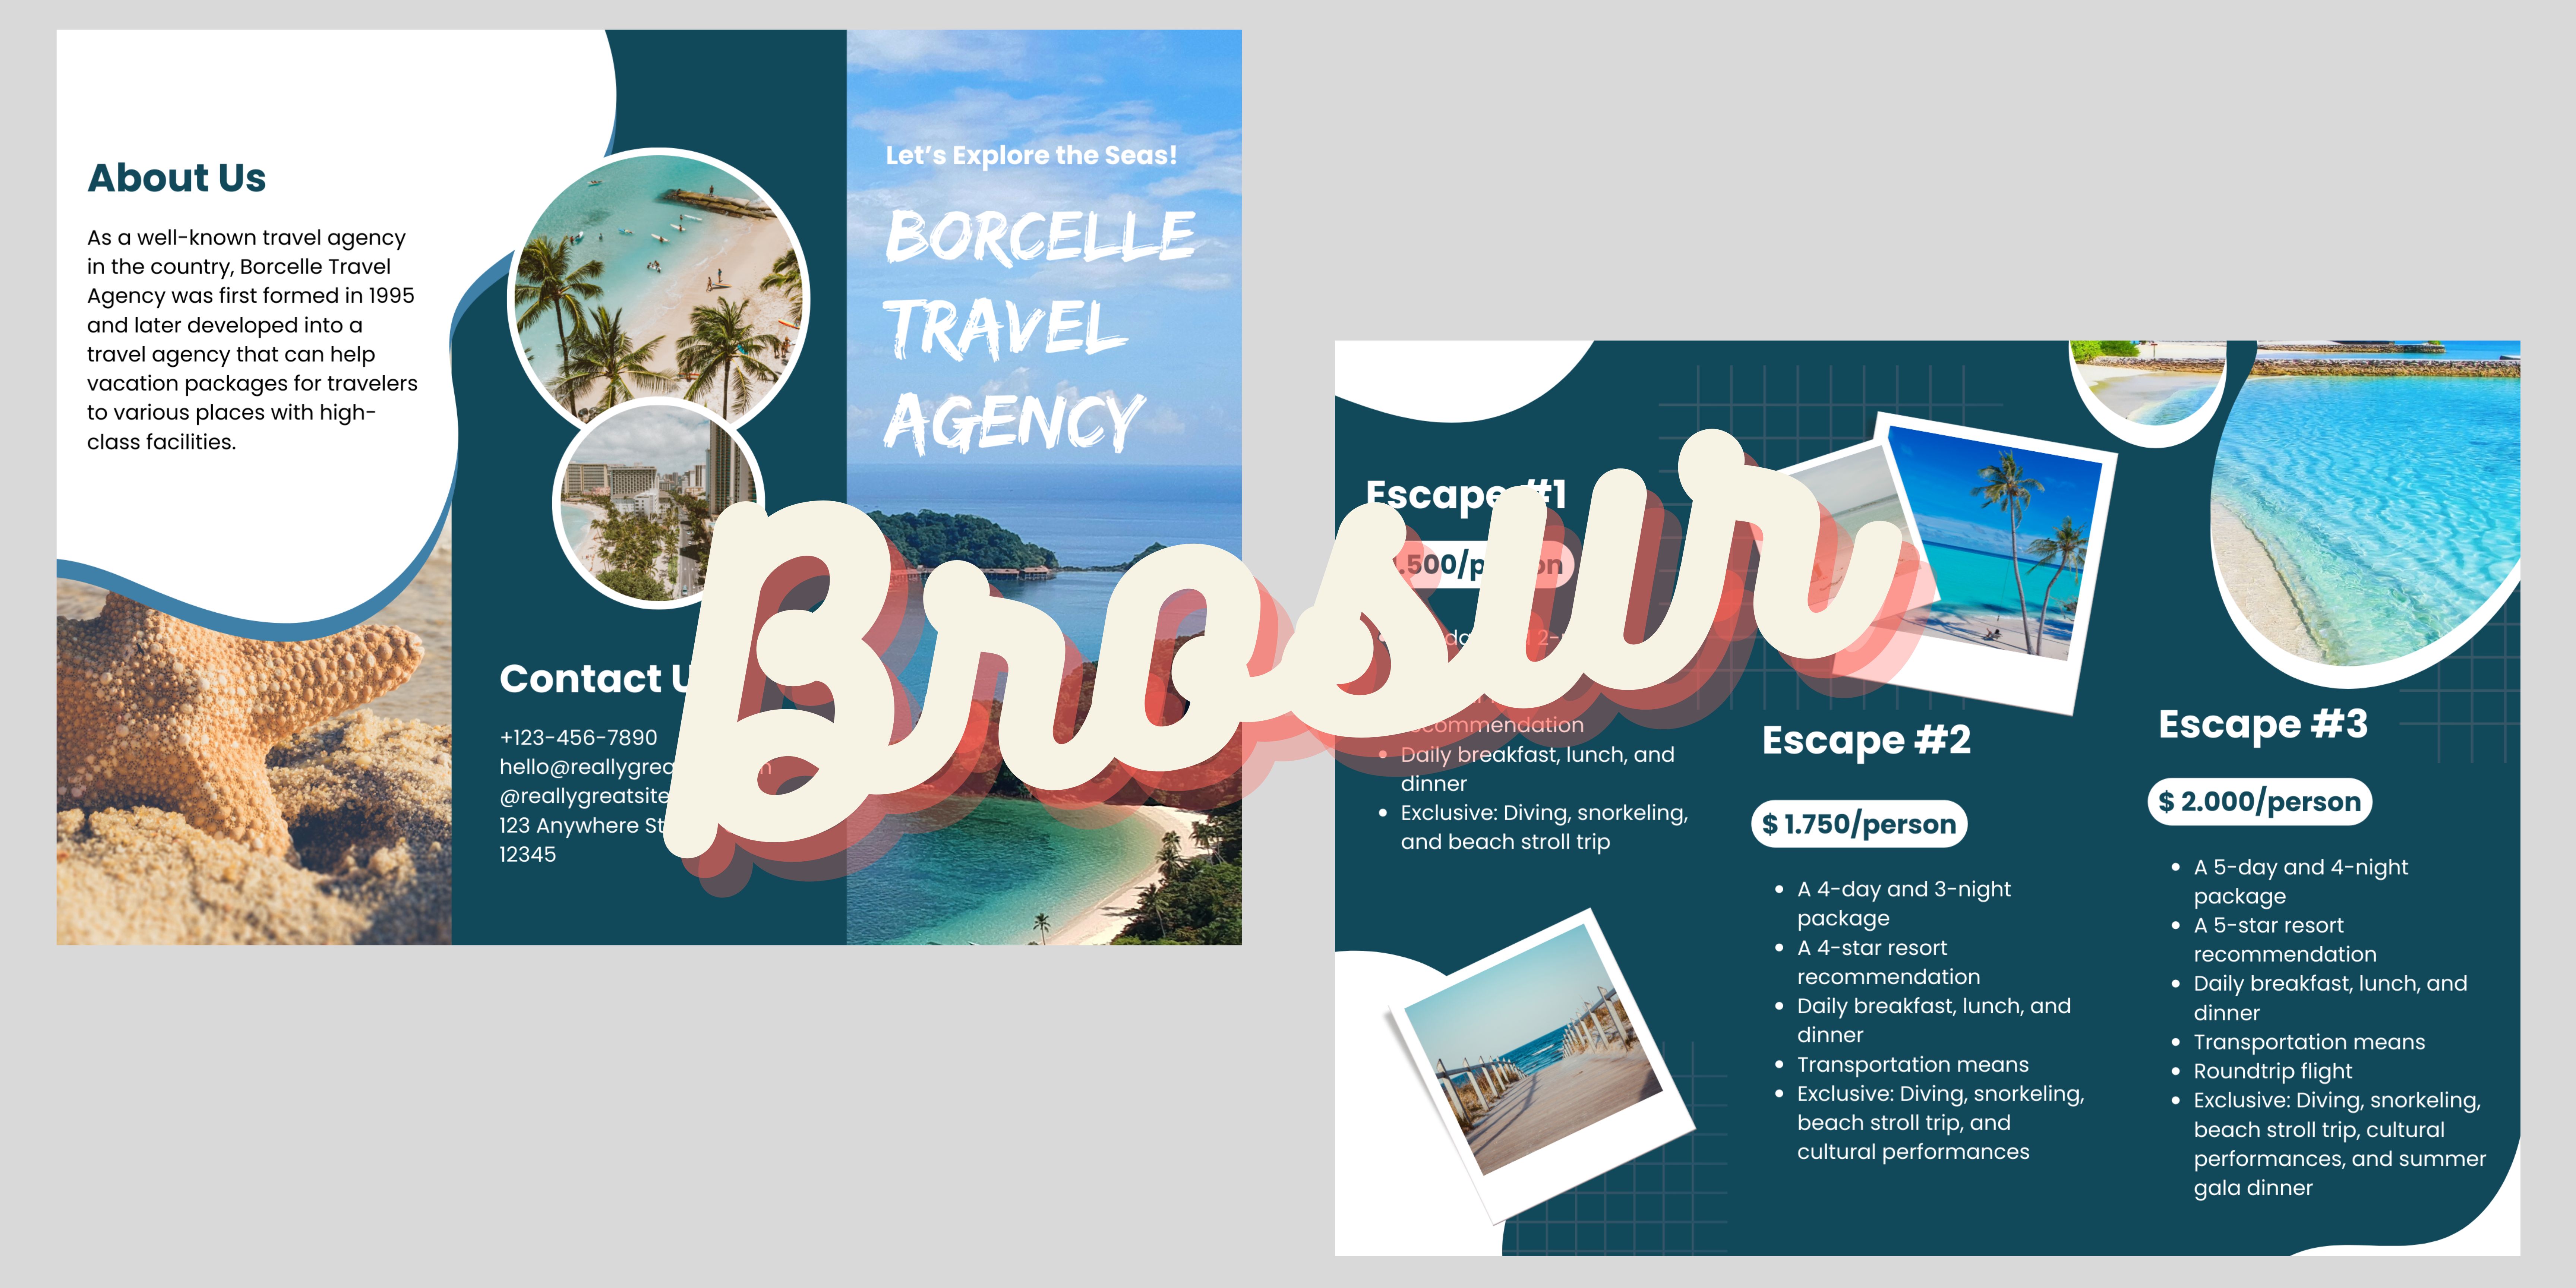 About Us
As a well-known travel agency
in the country, Borcelle Travel
Agency was first formed in 1995
and later developed into a
travel agency that can help
vacation packages for travelers
to various places with high-
class facilities.
Contact
+123-456-7890
@reallygreatsite
123 Anywhere
12345
Let's Explore the Seas!
BORCELLE
TRAVEL
AGENCY
Brosur
Escape #1
.500/person
commendation
Daily breakfast, lunch, and
dinner
Exclusive: Diving, snorkeling,
and beach stroll trip
Escape #2
$ 1.750/person
A 4-day and 3-night
package
A 4-star resort
recommendation
Daily breakfast, lunch, and
dinner
Transportation means
Exclusive: Diving, snorkeling,
beach stroll trip, and
cultural performances
Escape #3
$ 2.000/person
A 5-day and 4-night
package
A 5-star resort
recommendation
Daily breakfast, lunch, and
dinner
Transportation means
Roundtrip flight
Exclusive: Diving, snorkeling,
beach stroll trip, cultural
performances, and summer
gala dinner